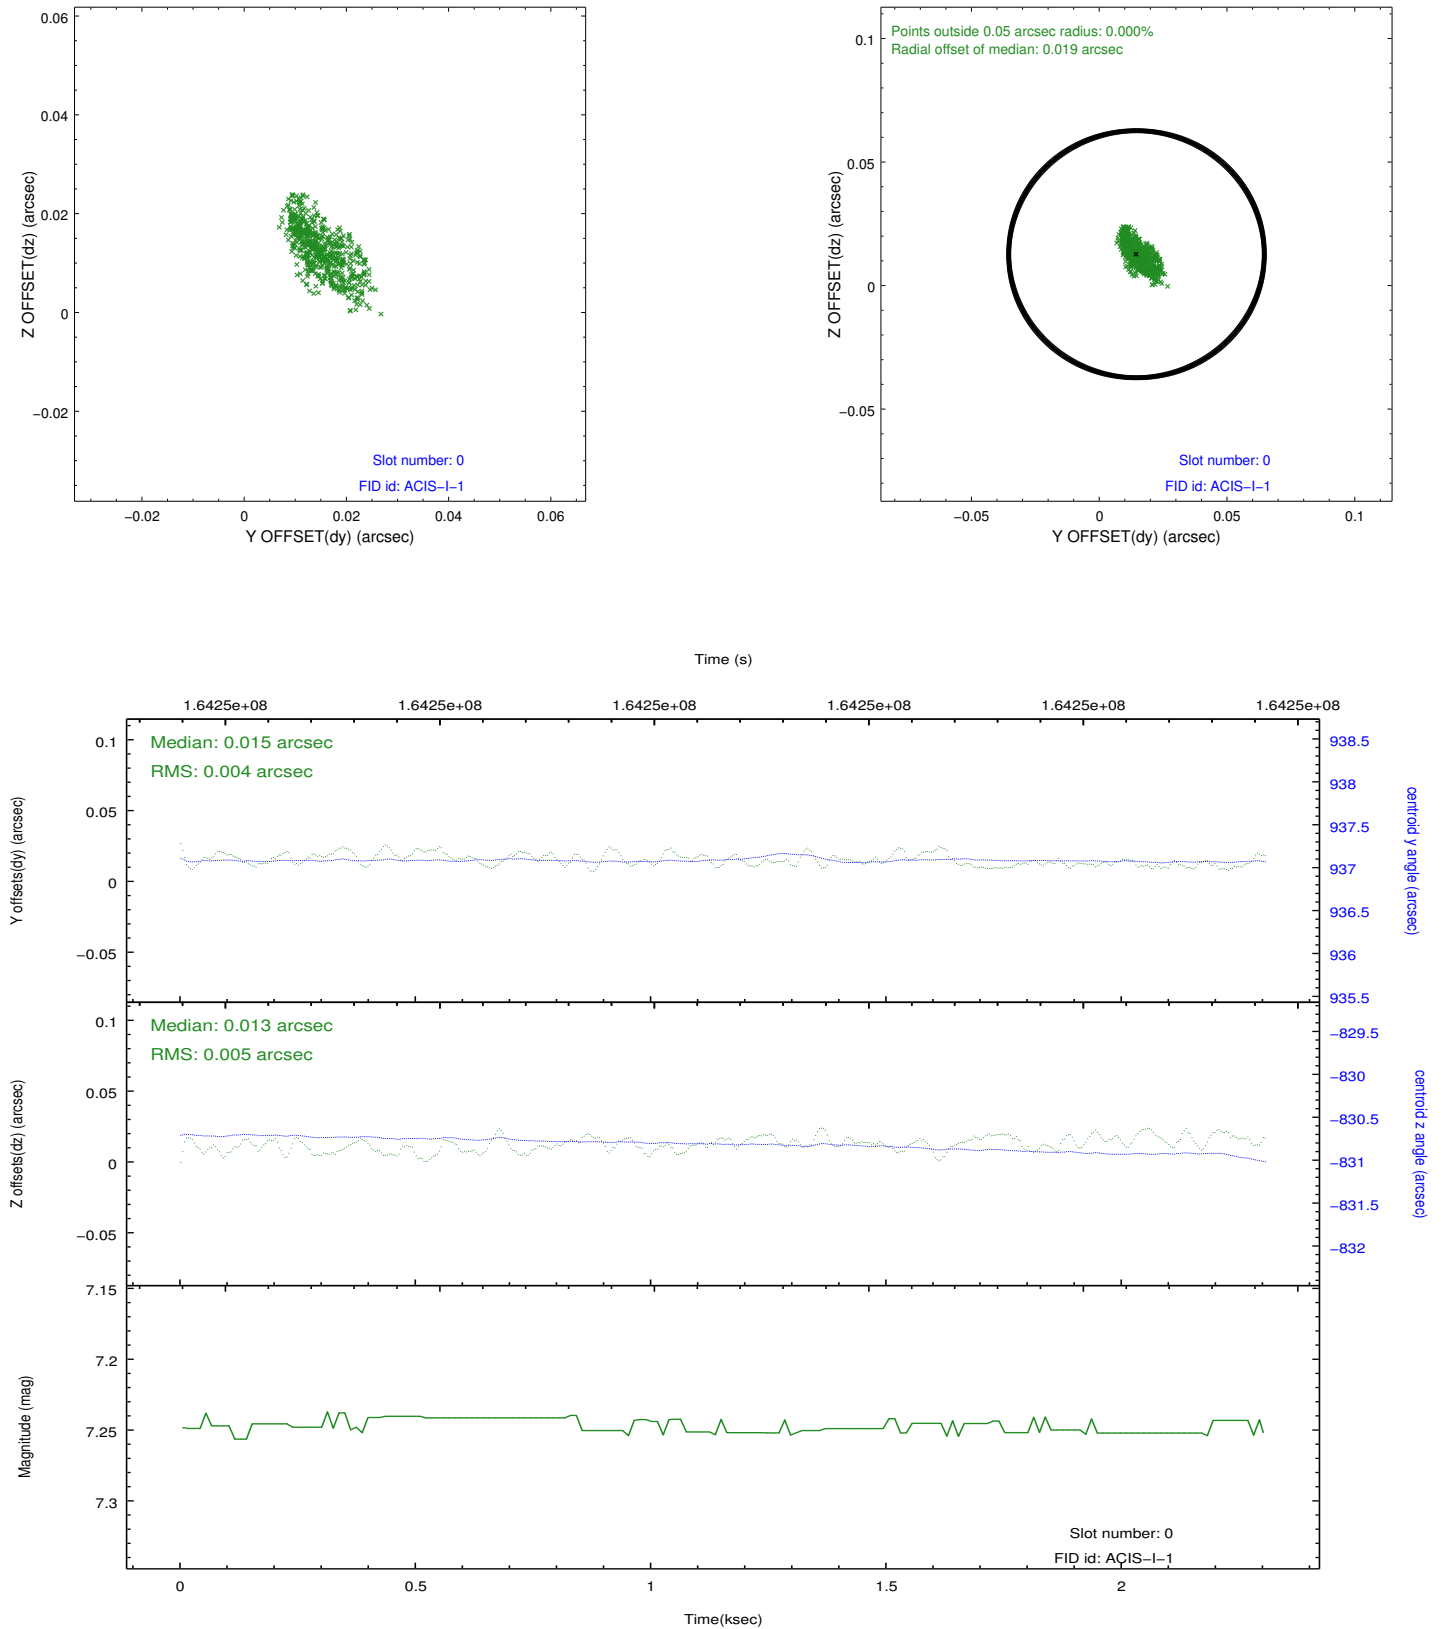 0.06
0.04
0.02
0
−0.02
Z OFFSET(dz) (arcsec)
−0.02 0 0.02 0.04 0.06
Y OFFSET(dy) (arcsec)
Slot number: 0
FID id: ACIS−I−1
Points outside 0.05 arcsec radius: 0.000%
Radial offset of median: 0.019 arcsec
0.1
0.05
0
−0.05
Z OFFSET(dz) (arcsec)
Slot number: 0
FID id: ACIS−I−1
−0.05 0 0.05 0.1
Y OFFSET(dy) (arcsec)
Time (s)
1.6425e+08 1.6425e+08 1.6425e+08 1.6425e+08 1.6425e+08 1.6425e+08
Median: 0.015 arcsec
RMS: 0.004 arcsec
0.1
0.05
0
−0.05
Y offsets(dy) (arcsec)
938.5
938
937.5
937
936.5
936
935.5
centroid y angle (arcsec)
Median: 0.013 arcsec
RMS: 0.005 arcsec
0.1
0.05
0
−0.05
Z offsets(dz) (arcsec)
−829.5
−830
−830.5
−831
−831.5
−832
centroid z angle (arcsec)
7.15
7.2
7.25
7.3
Magnitude (mag)
Slot number: 0
FID id: ACIS−I−1
0 0.5 1 1.5 2
Time(ksec)